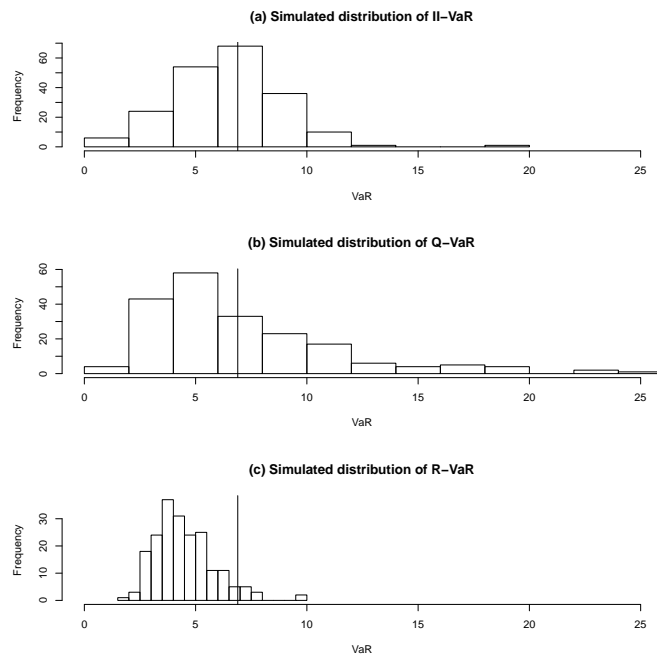 (a) Simulated distribution of II−VaR
Frequency
0 20 40 60
0 5 10 15 20 25
VaR
(b) Simulated distribution of Q−VaR
Frequency
0 20 40 60
0 5 10 15 20 25
VaR
(c) Simulated distribution of R−VaR
Frequency
0 10 20 30
0 5 10 15 20 25
VaR